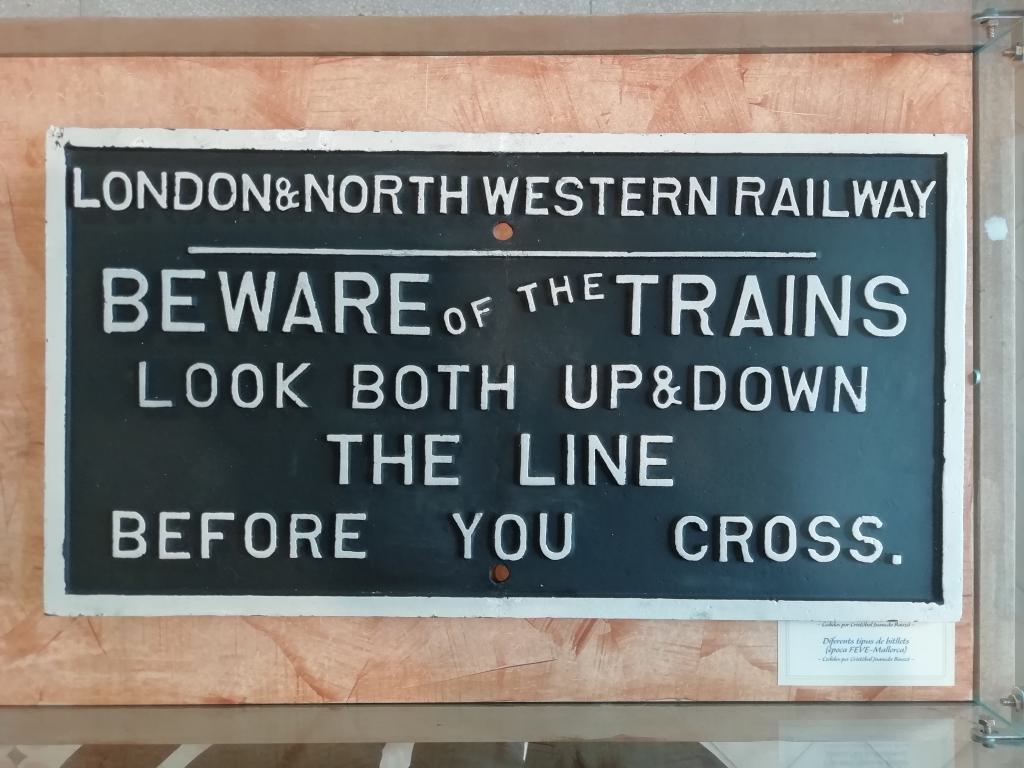 LONDON&NORTH WESTERN RAILWAY
BEWARE OF THE TRAINS
LOOK BOTH UP&DOWN
THE LINE
BEFORE YOU CROSS.
Diferents tipus de bitllets
(època FEVE-Mallorca)